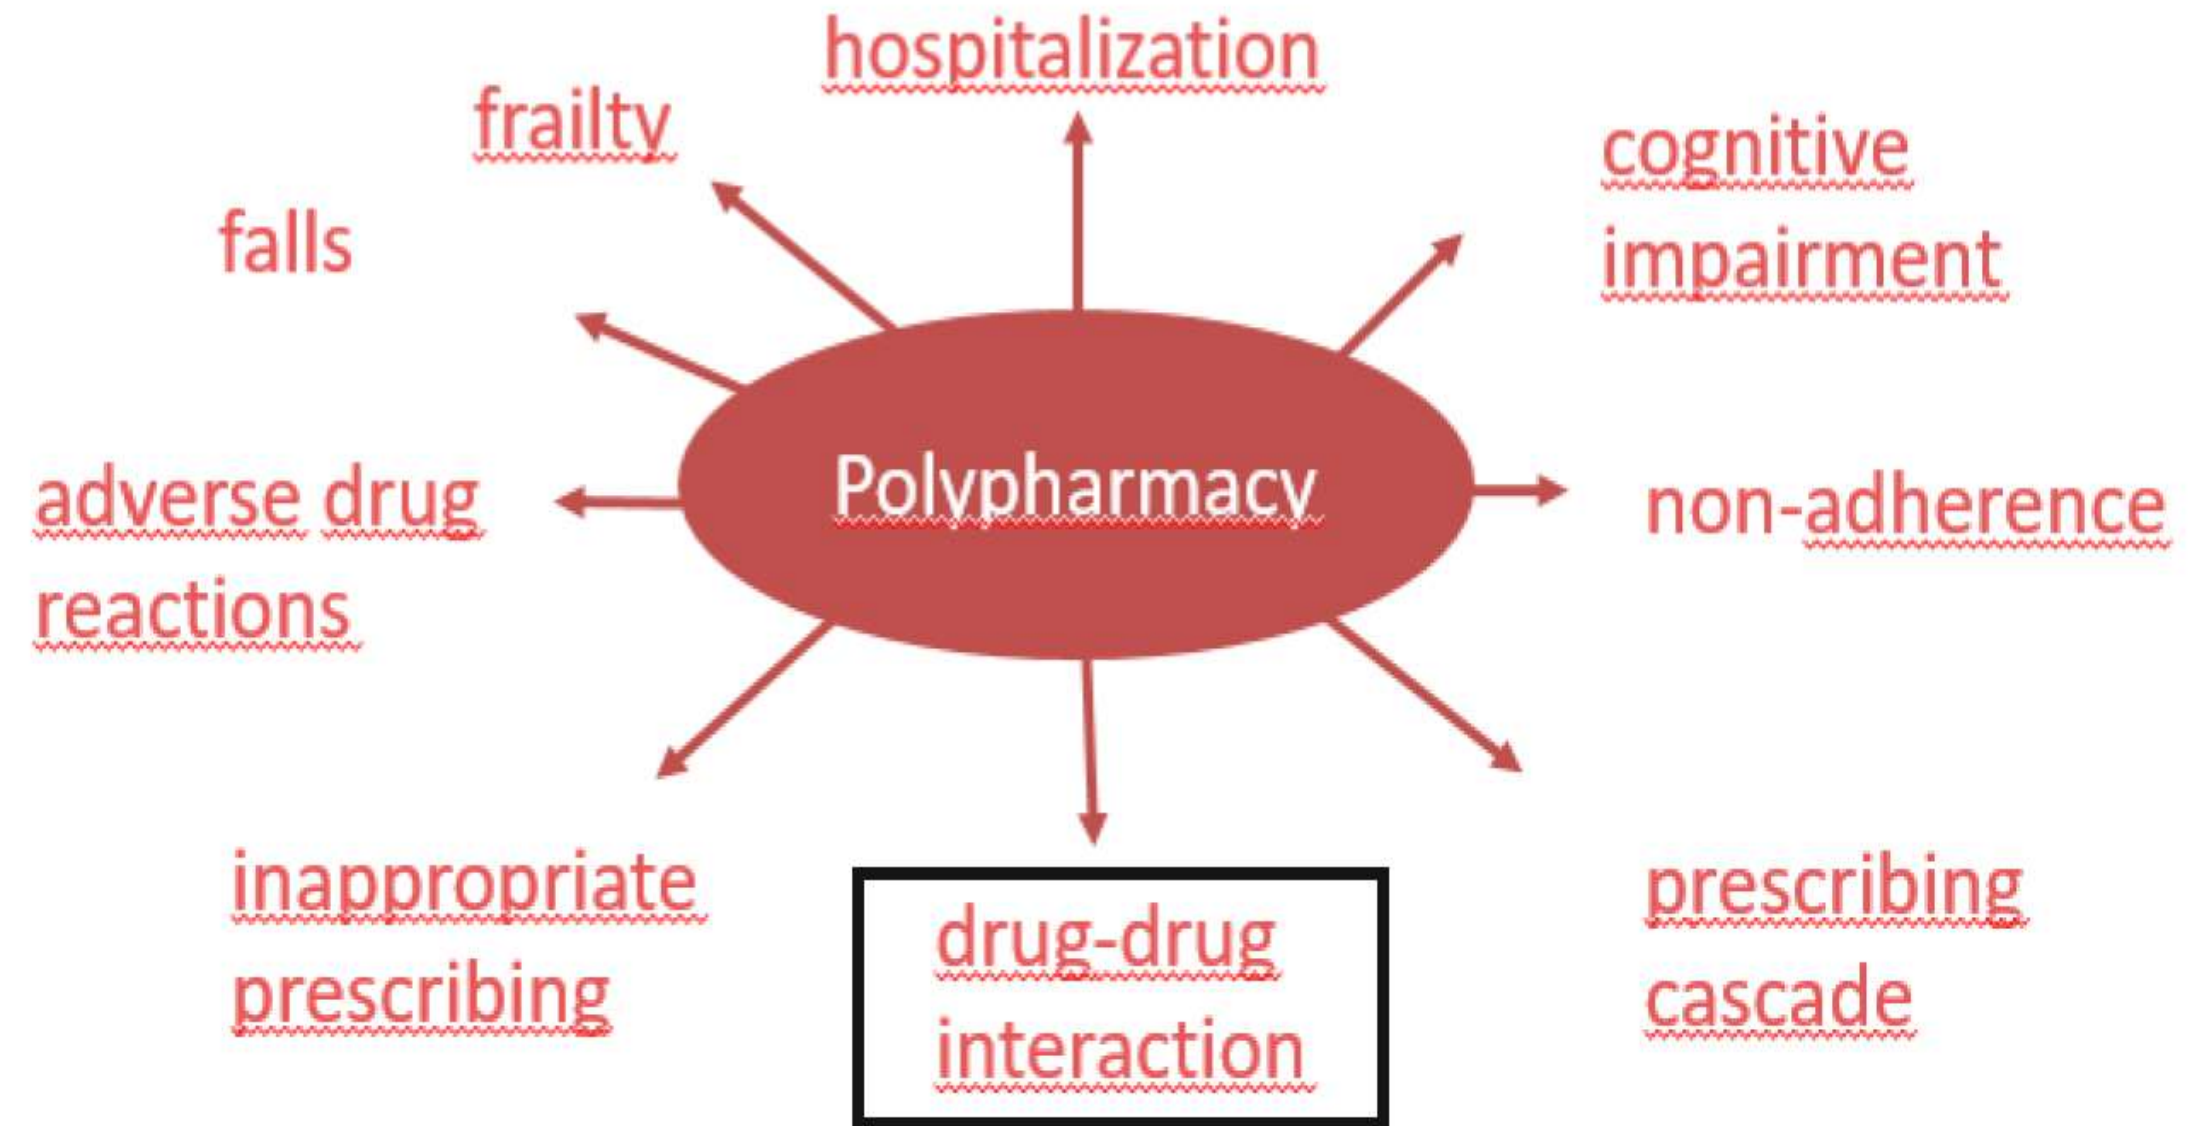 hospitalization
frailty
cognitive
impairment
falls
Polypharmacy
adverse drug
reactions
non-adherence
inappropriate
prescribing
drug-drug
interaction
prescribing
cascade